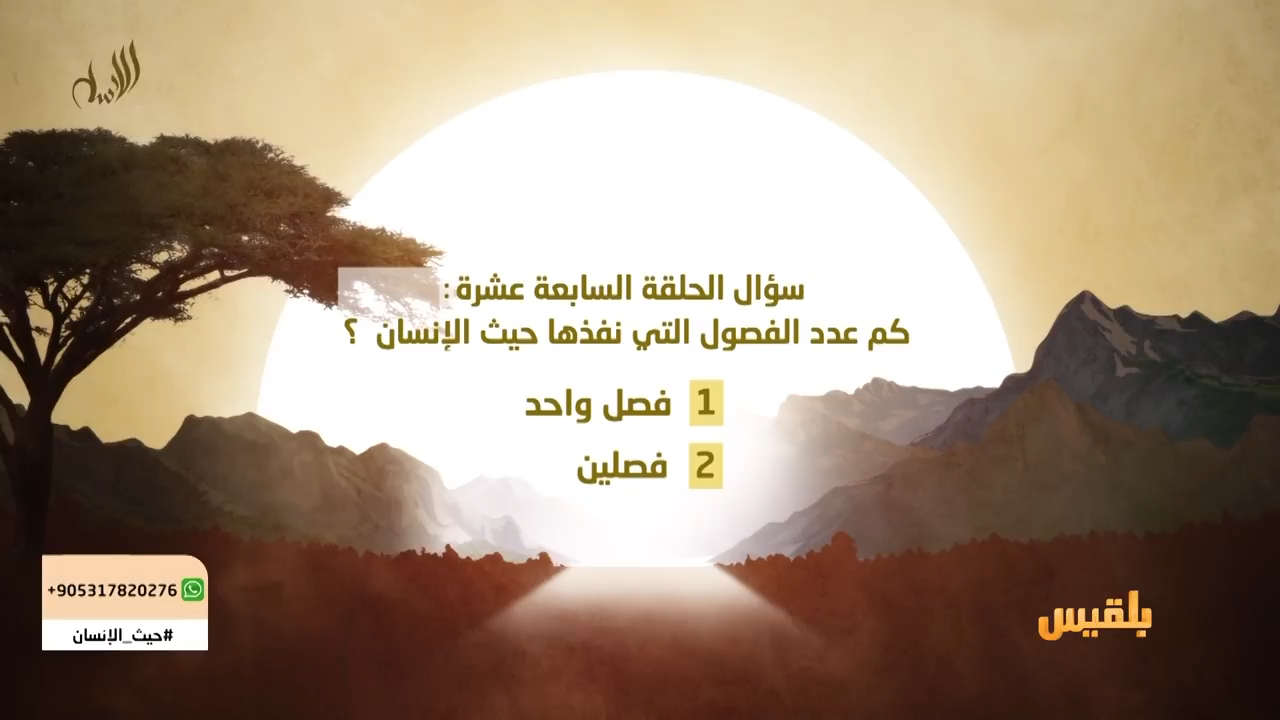 سؤال الحلقة السابعة عشرة :
كم عدد الفصول التي نفذها حيث الإنسان ؟
1 فصل واحد
2 فصلين
+905317820276
#حيث_الإنسان
بلقيس